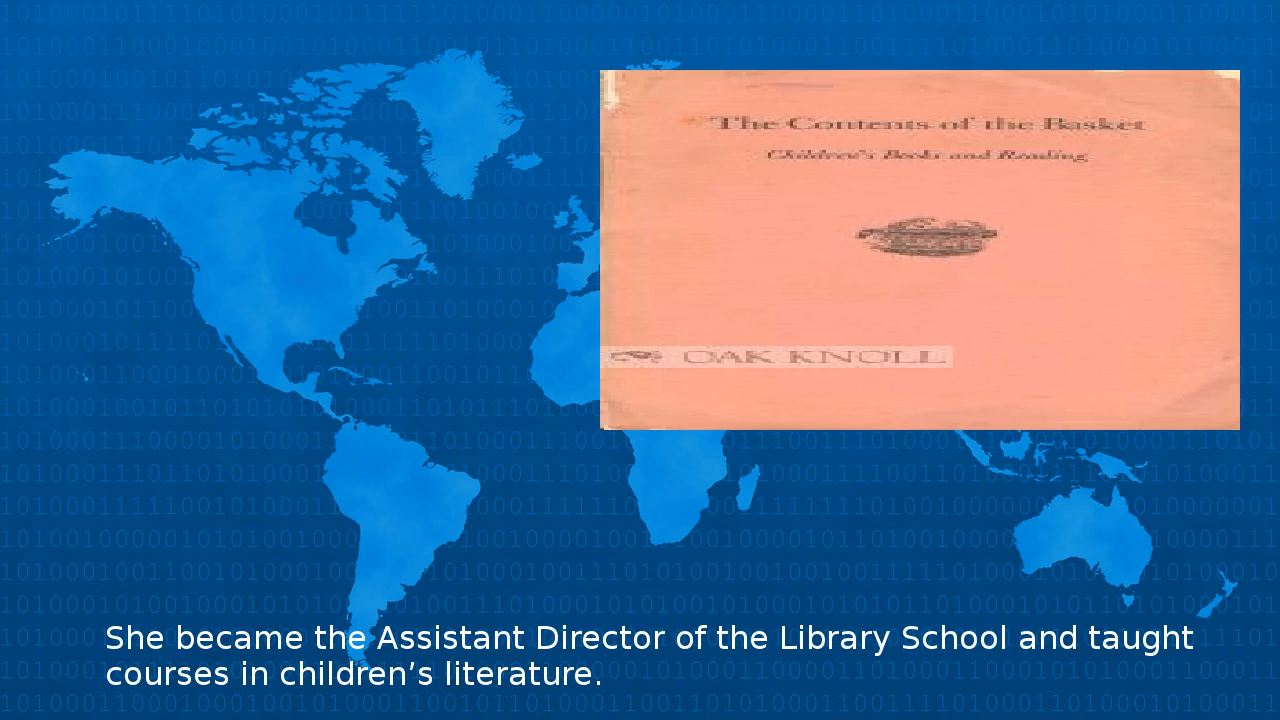 The Contents of the Basket
Children's Books and Reading
OAK KNOLL
She became the Assistant Director of the Library School and taught
courses in children’s literature.